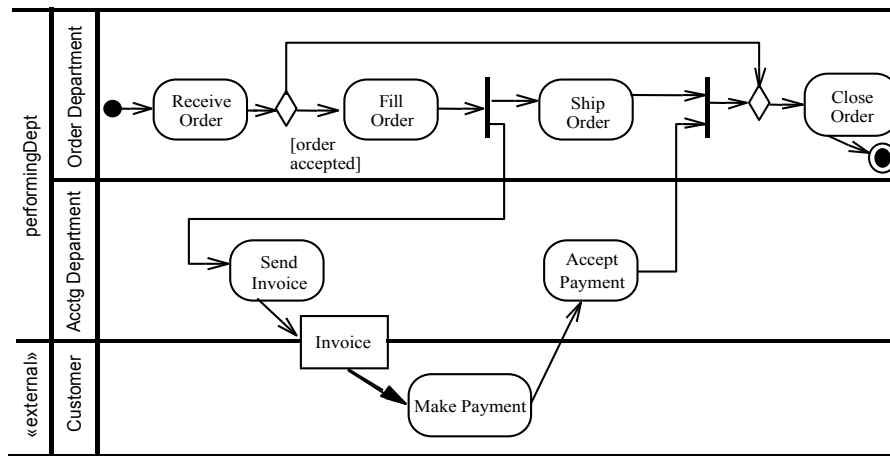 performingDept
«external»
Order Department
Acctg Department
Customer
Receive
Order
Fill
Order
[order
accepted]
Ship
Order
Close
Order
Send
Invoice
Accept
Payment
Invoice
Make Payment